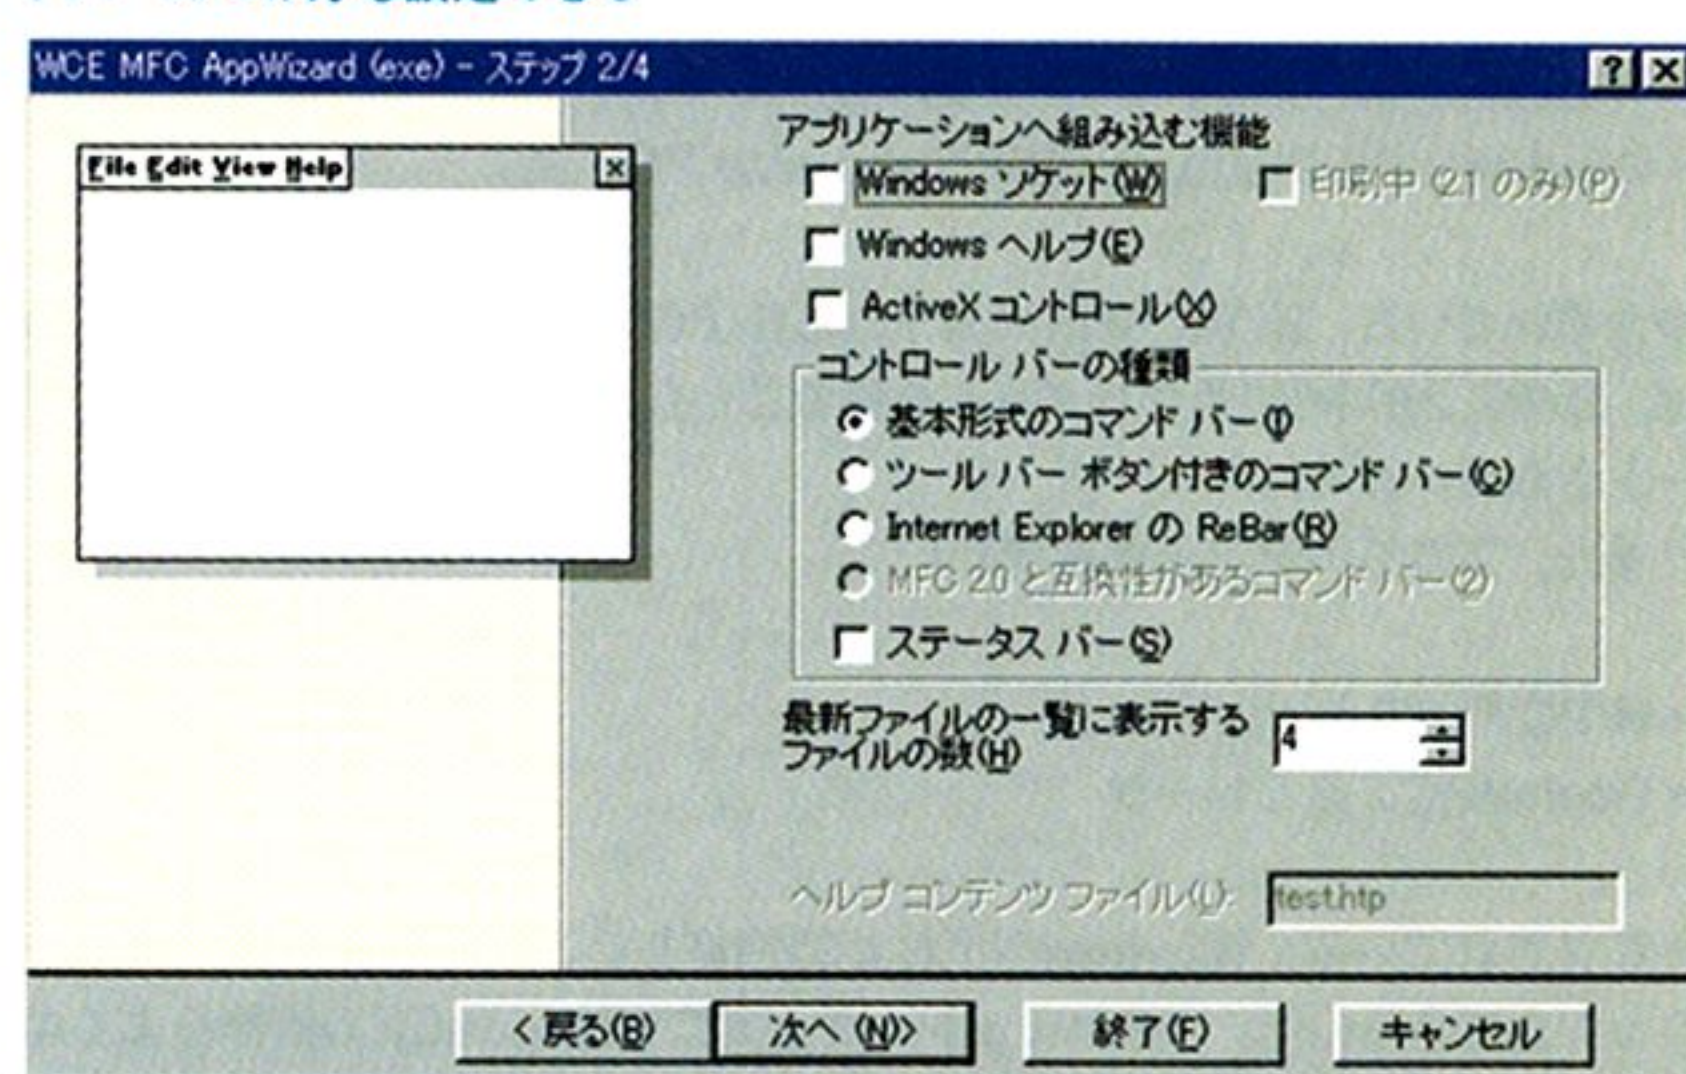 WCE MFC AppWizard (exe) - ステップ 2/4
File Edit View Help
アプリケーションへ組み込む機能
Windows ソケット(W)
印刷中 (2.1 のみ)(P)
Windows ヘルプ(E)
ActiveX コントロール(X)
コントロール バーの種類
基本形式のコマンド バー(I)
ツール バー ボタン付きのコマンド バー(C)
Internet Explorer の ReBar(R)
MFC 2.0 と互換性があるコマンド バー(2)
ステータス バー(S)
最新ファイルの一覧に表示する
ファイルの数(H)
4
ヘルプ コンテンツ ファイル(L):
test.htp
< 戻る(B)
次へ (N)>
終了(F)
キャンセル